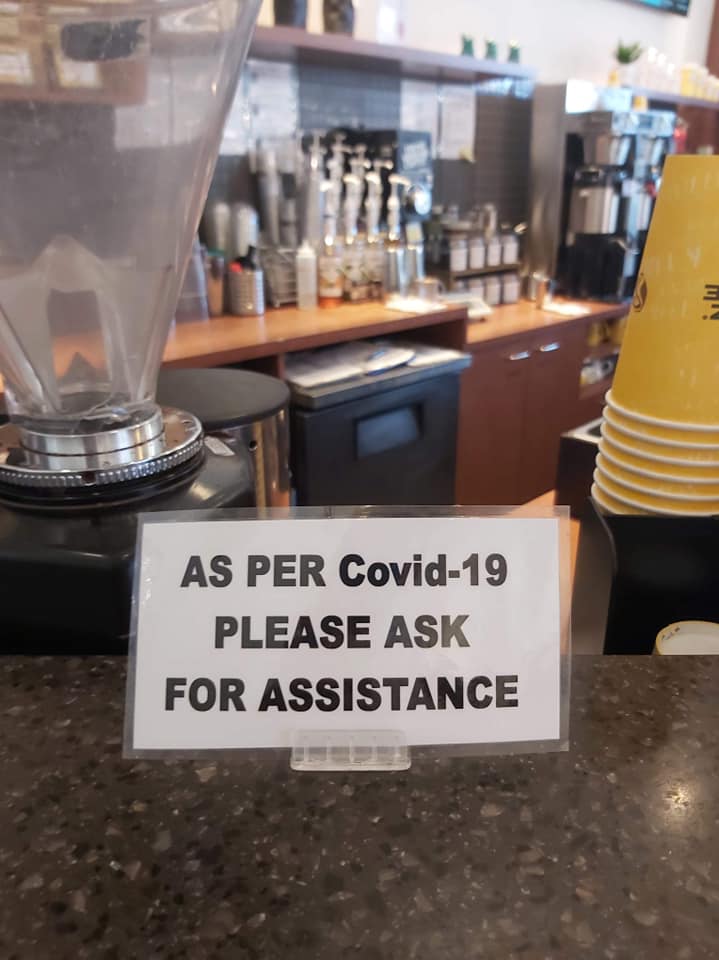 AS PER Covid-19
PLEASE ASK
FOR ASSISTANCE